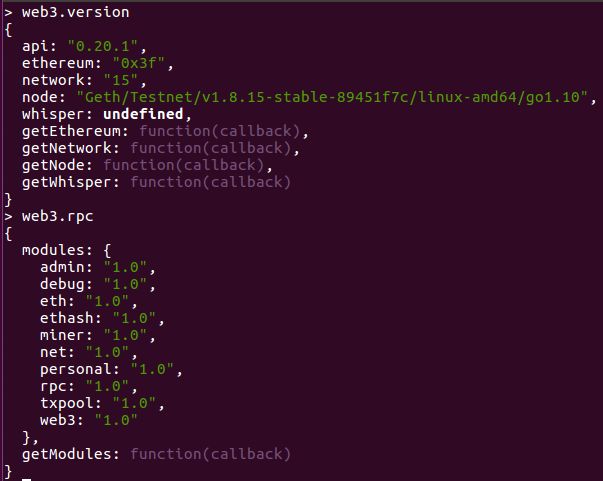 > web3.version
{
  api: "0.20.1",
  ethereum: "0x3f",
  network: "15",
  node: "Geth/Testnet/v1.8.15-stable-89451f7c/linux-amd64/go1.10",
  whisper: undefined,
  getEthereum: function(callback),
  getNetwork: function(callback),
  getNode: function(callback),
  getWhisper: function(callback)
}
> web3.rpc
{
  modules: {
    admin: "1.0",
    debug: "1.0",
    eth: "1.0",
    ethash: "1.0",
    miner: "1.0",
    net: "1.0",
    personal: "1.0",
    rpc: "1.0",
    txpool: "1.0",
    web3: "1.0"
  },
  getModules: function(callback)
}